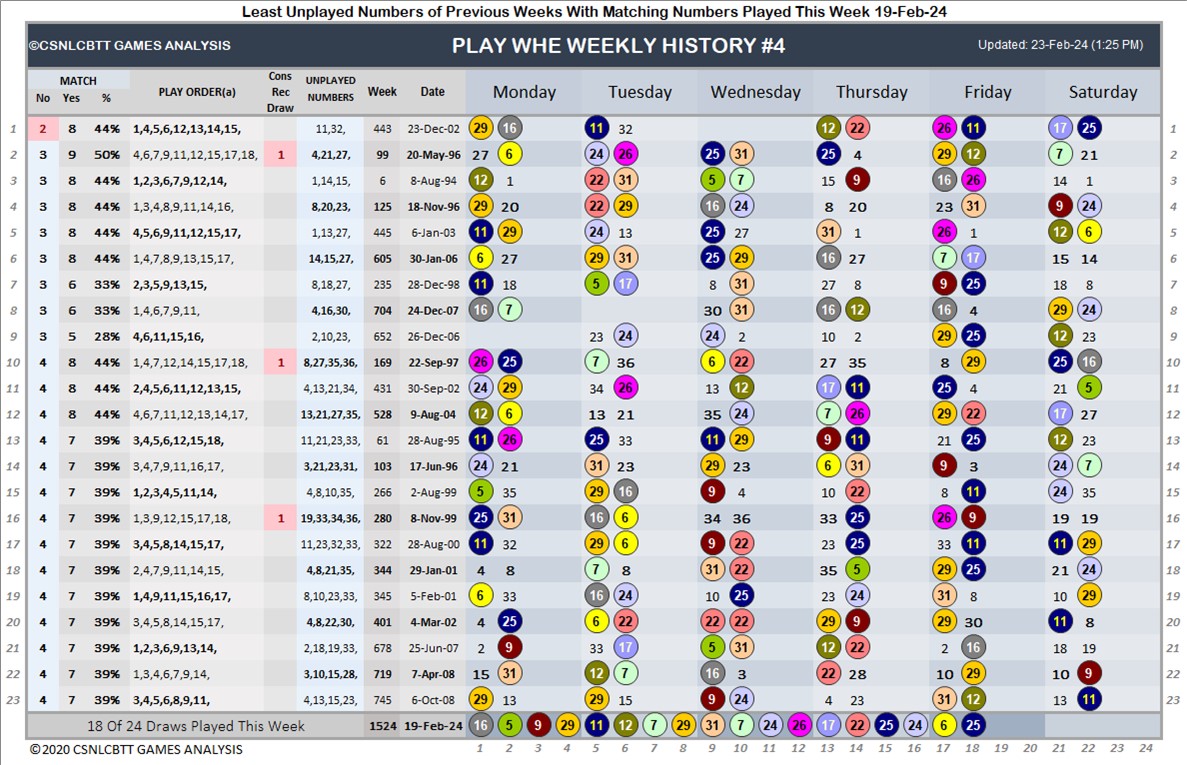 Least Unplayed Numbers of Previous Weeks With Matching Numbers Played This Week 19-Feb-24
©CSNLCBTT GAMES ANALYSIS PLAY WHE WEEKLY HISTORY #4 Updated: 23-Feb-24 (1:25 PM)
MATCH PLAY ORDER(a) Cons Rec Draw UNPLAYED NUMBERS Week Date Monday Tuesday Wednesday Thursday Friday Saturday
No Yes %
1 2 8 44% 1,4,5,6,12,13,14,15, 11,32, 443 23-Dec-02 29 16 11 32 12 22 26 11 17 25 1
2 3 9 50% 4,6,7,9,11,12,15,17,18, 1 4,21,27, 99 20-May-96 27 6 24 26 25 31 25 4 29 12 7 21 2
3 3 8 44% 1,2,3,6,7,9,12,14, 1,14,15, 6 8-Aug-94 12 1 22 31 5 7 15 9 16 26 14 1 3
4 3 8 44% 1,3,4,8,9,11,14,16, 8,20,23, 125 18-Nov-96 29 20 22 29 16 24 8 20 23 31 9 24 4
5 3 8 44% 4,5,6,9,11,12,15,17, 1,13,27, 445 6-Jan-03 11 29 24 13 25 27 31 1 26 1 12 6 5
6 3 8 44% 1,4,7,8,9,13,15,17, 14,15,27, 605 30-Jan-06 6 27 29 31 25 29 16 27 7 17 15 14 6
7 3 6 33% 2,3,5,9,13,15, 8,18,27, 235 28-Dec-98 11 18 5 17 8 31 27 8 9 25 18 8 7
8 3 6 33% 1,4,6,7,9,11, 4,16,30, 704 24-Dec-07 16 7 30 31 16 12 16 4 29 24 8
9 3 5 28% 4,6,11,15,16, 2,10,23, 652 26-Dec-06 23 24 24 2 10 2 29 25 12 23 9
10 4 8 44% 1,4,7,12,14,15,17,18, 1 8,27,35,36, 169 22-Sep-97 26 25 7 36 6 22 27 35 8 29 25 16 10
11 4 8 44% 2,4,5,6,11,12,13,15, 4,13,21,34, 431 30-Sep-02 24 29 34 26 13 12 17 11 25 4 21 5 11
12 4 8 44% 4,6,7,11,12,13,14,17, 13,21,27,35, 528 9-Aug-04 12 6 13 21 35 24 7 26 29 22 17 27 12
13 4 7 39% 3,4,5,6,12,15,18, 11,21,23,33, 61 28-Aug-95 11 26 25 33 11 29 9 11 21 25 12 23 13
14 4 7 39% 3,4,7,9,11,16,17, 3,21,23,31, 103 17-Jun-96 24 21 31 23 29 23 6 31 9 3 24 7 14
15 4 7 39% 1,2,3,4,5,11,14, 4,8,10,35, 266 2-Aug-99 5 35 29 16 9 4 10 22 8 11 24 35 15
16 4 7 39% 1,3,9,12,15,17,18, 1 19,33,34,36, 280 8-Nov-99 25 31 16 6 34 36 33 25 26 9 19 19 16
17 4 7 39% 3,4,5,8,14,15,17, 11,23,32,33, 322 28-Aug-00 11 32 29 6 9 22 23 25 33 11 11 29 17
18 4 7 39% 2,4,7,9,11,14,15, 4,8,21,35, 344 29-Jan-01 4 8 7 8 31 22 35 5 29 25 21 24 18
19 4 7 39% 1,4,9,11,15,16,17, 8,10,23,33, 345 5-Feb-01 6 33 16 24 10 25 23 24 31 8 10 29 19
20 4 7 39% 3,4,5,8,14,15,17, 4,8,22,30, 401 4-Mar-02 4 25 6 22 22 22 29 9 29 30 11 8 20
21 4 7 39% 1,2,3,6,9,13,14, 2,18,19,33, 678 25-Jun-07 2 9 33 17 5 31 12 22 2 16 18 19 21
22 4 7 39% 1,3,4,6,7,9,14, 3,10,15,28, 719 7-Apr-08 15 31 12 7 16 3 22 28 10 29 10 9 22
23 4 7 39% 3,4,5,6,8,9,11, 4,13,15,23, 745 6-Oct-08 29 13 29 15 9 24 4 23 31 12 13 11 23
18 Of 24 Draws Played This Week 1524 19-Feb-24 16 5 9 29 11 12 7 29 31 7 24 26 17 22 25 24 6 25
© 2020 CSNLCBTT GAMES ANALYSIS 1 2 3 4 5 6 7 8 9 10 11 12 13 14 15 16 17 18 19 20 21 22 23 24